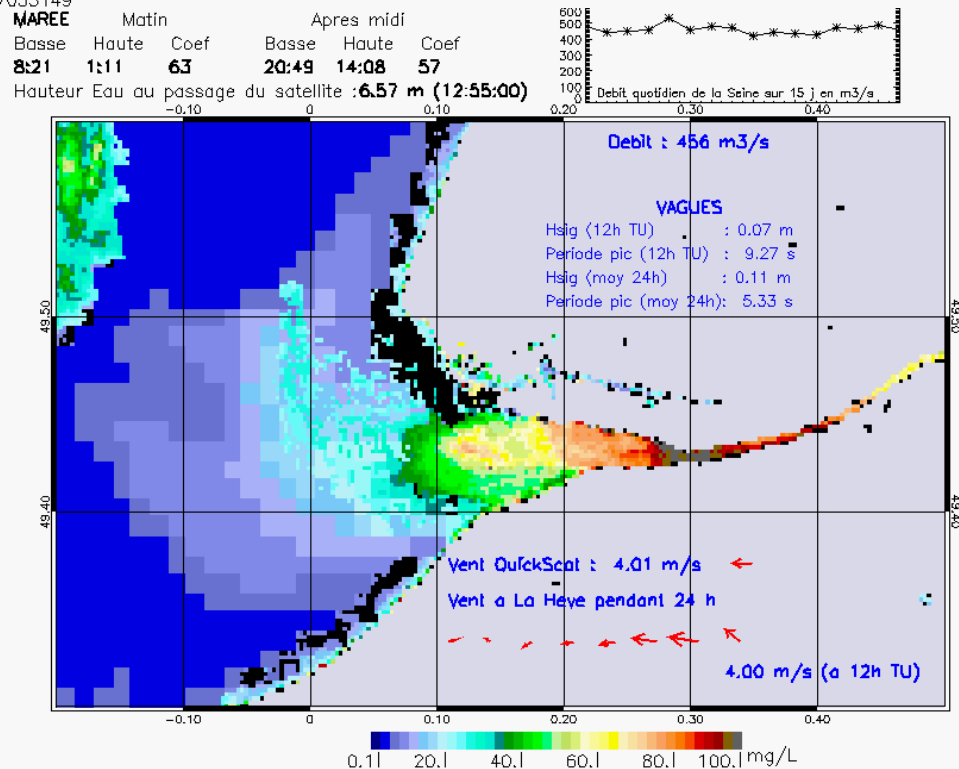 MAREE Matin Apres midi
Basse Haute Coef Basse Haute Coef
8:21 1:11 63 20:49 14:08 57
Hauteur Eau au passage du satellite :6.57 m (12:55:00)
600
500
400
300
200
100
0
Debit quotidien de la Seine sur 15 j en m3/s
-0.10 0 0.10 0.20 0.30 0.40
Debit : 456 m3/s
VAGUES
Hsig (12h TU) : 0.07 m
Periode pic (12h TU) : 9.27 s
Hsig (moy 24h) : 0.11 m
Periode pic (moy 24h): 5.33 s
49.50 49.50
49.40 49.40
Vent QuickScat : 4.01 m/s
Vent a La Heve pendant 24 h
4.00 m/s (a 12h TU)
-0.10 0 0.10 0.20 0.30 0.40
0.1| 20.| 40.| 60.| 80.| 100.| mg/L